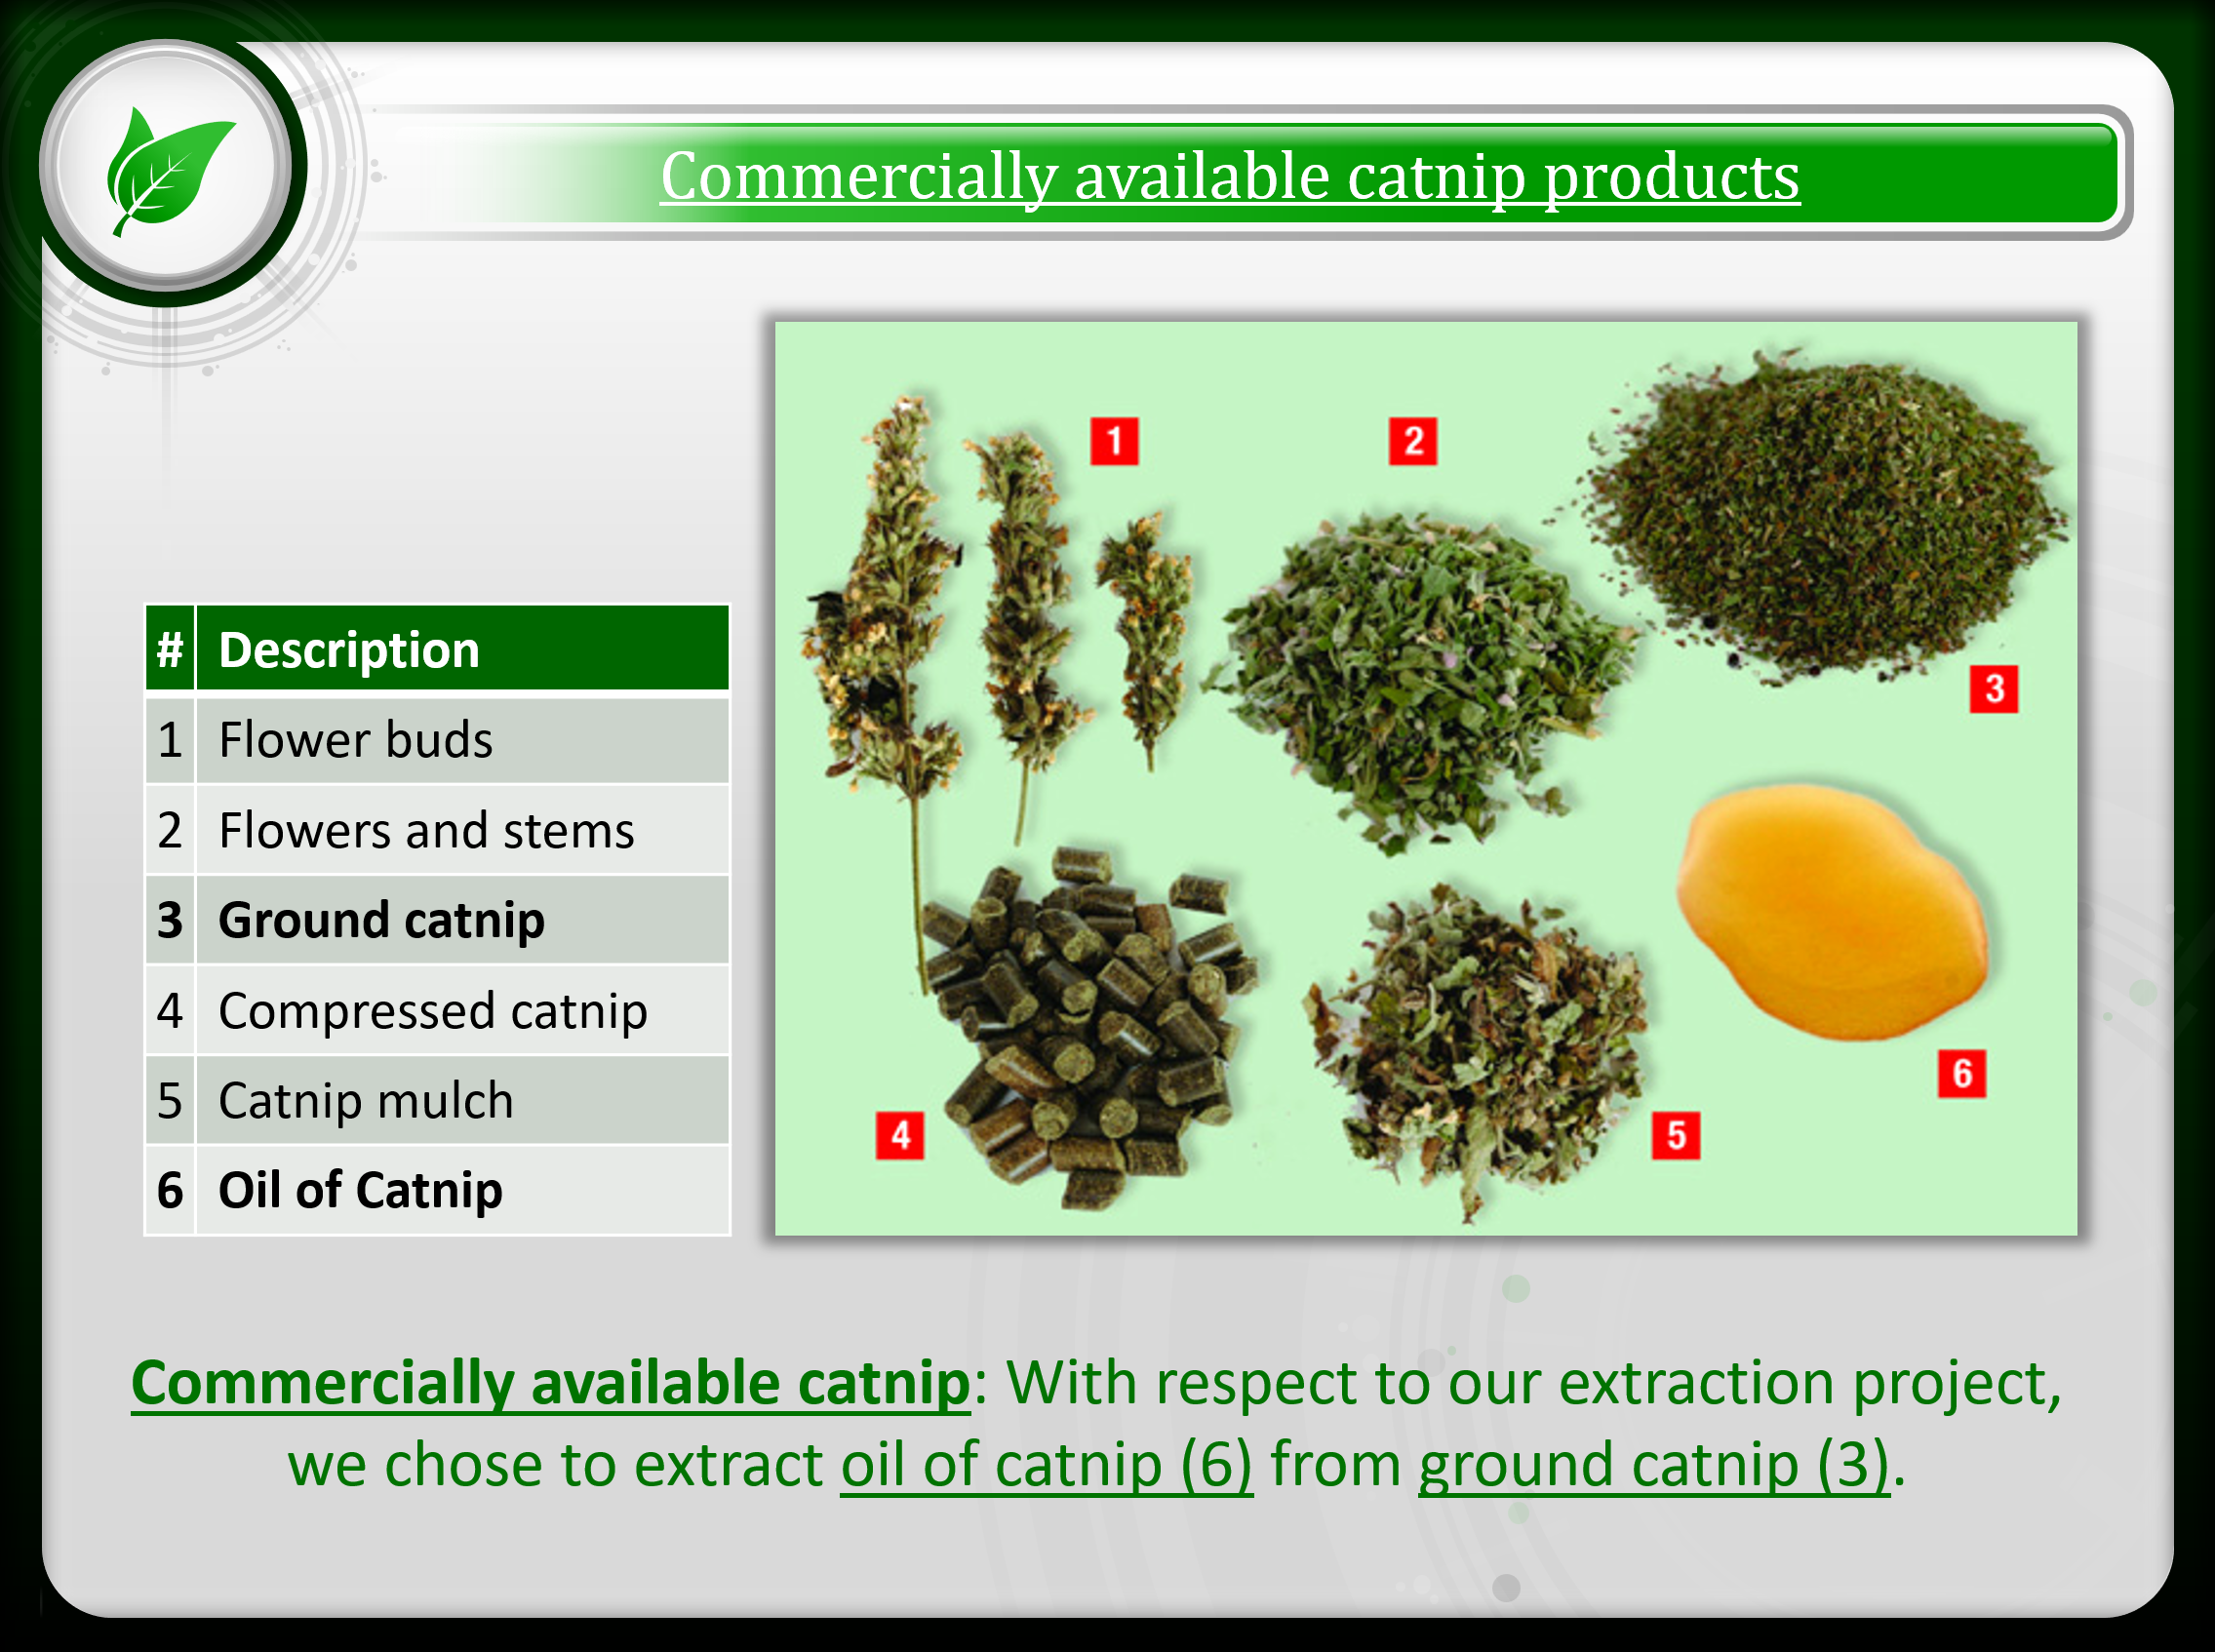 Commercially available catnip products
# Description
1 Flower buds
2 Flowers and stems
3 Ground catnip
4 Compressed catnip
5 Catnip mulch
6 Oil of Catnip
1
2
3
4
5
6
Commercially available catnip: With respect to our extraction project,
we chose to extract oil of catnip (6) from ground catnip (3).